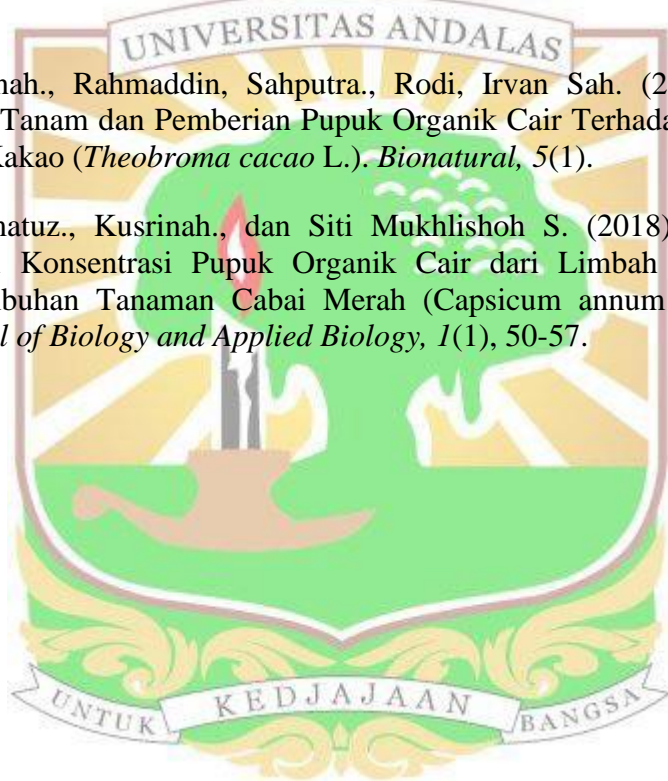 UNIVERSITAS ANDALAS
nah., Rahmaddin, Sahputra., Rodi, Irvan Sah. (2
Tanam dan Pemberian Pupuk Organik Cair Terhada
Kakao (Theobroma cacao L.). Bionatural, 5(1).
natuz., Kusrinah., dan Siti Mukhlishoh S. (2018)
Konsentrasi Pupuk Organik Cair dari Limbah
buhan Tanaman Cabai Merah (Capsicum annum
l of Biology and Applied Biology, 1(1), 50-57.
UNTUK KEDJAJAAN BANGSA